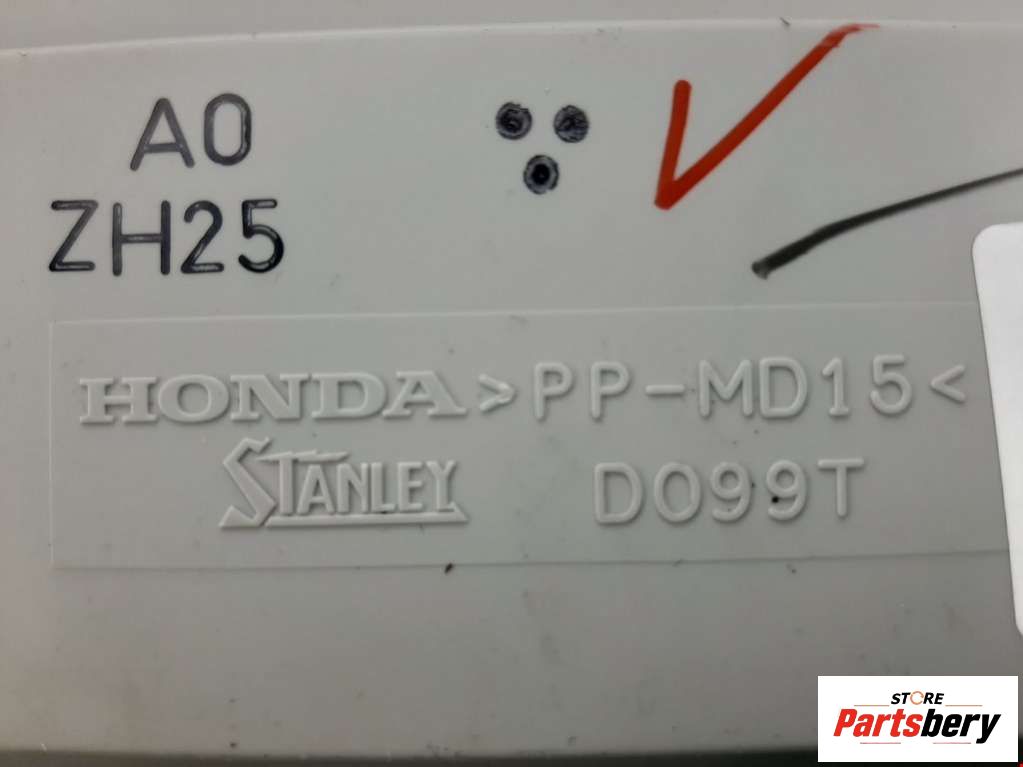 A0
ZH25
HONDA >PP-MD15<
STANLEY D099T
STORE
Partsbery